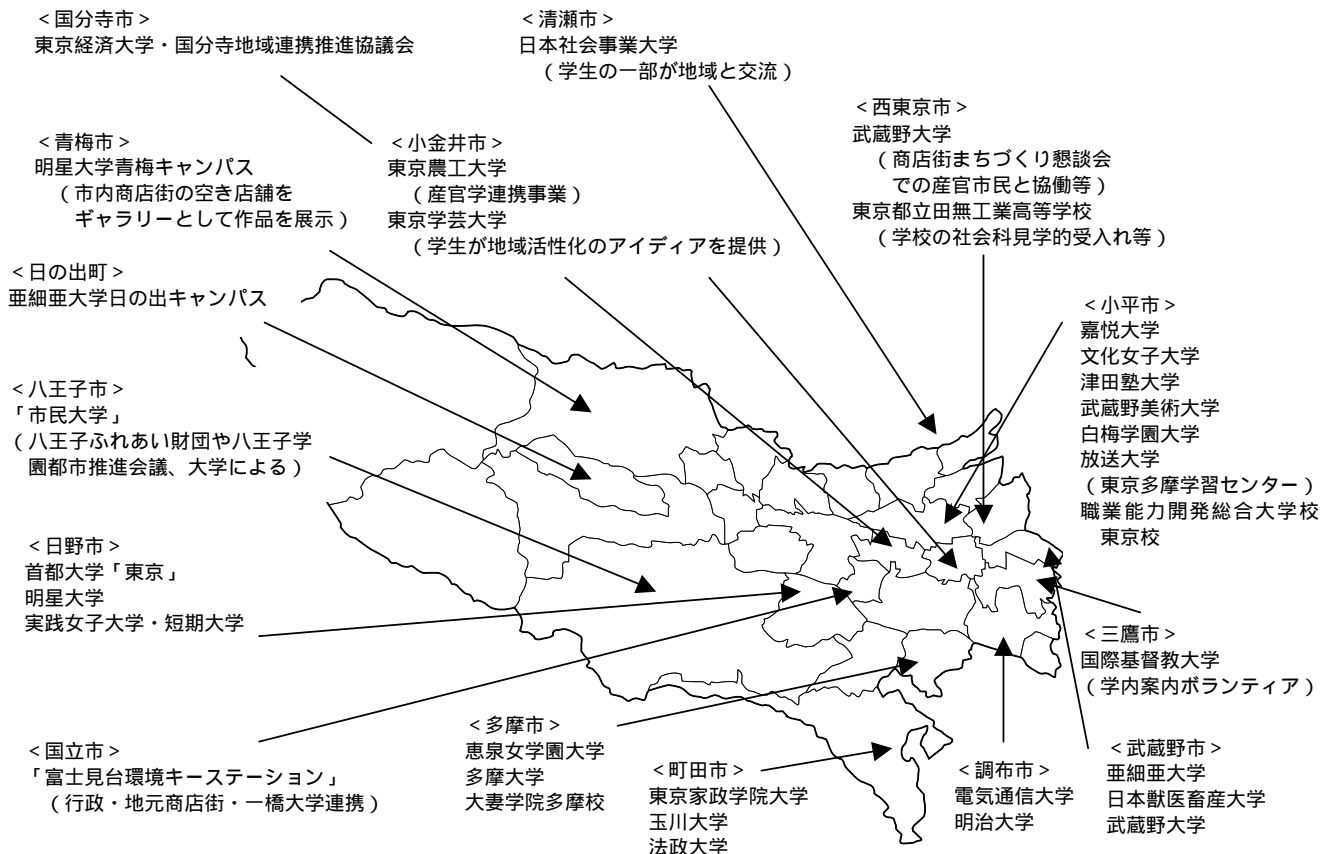 ＜国分寺市＞
東京経済大学・国分寺地域連携推進協議会
＜清瀬市＞
日本社会事業大学
（学生の一部が地域と交流）
＜青梅市＞
明星大学青梅キャンパス
（市内商店街の空き店舗を
ギャラリーとして作品を展示）
＜小金井市＞
東京農工大学
（産官学連携事業）
東京学芸大学
（学生が地域活性化のアイディアを提供）
＜西東京市＞
武蔵野大学
（商店街まちづくり懇談会
での産官市民と協働等）
東京都立田無工業高等学校
（学校の社会科見学的受入れ等）
＜日の出町＞
亜細亜大学日の出キャンパス
＜小平市＞
嘉悦大学
文化女子大学
津田塾大学
武蔵野美術大学
白梅学園大学
放送大学
（東京多摩学習センター）
職業能力開発総合大学校
東京校
＜八王子市＞
「市民大学」
（八王子ふれあい財団や八王子学
園都市推進会議、大学による）
＜日野市＞
首都大学「東京」
明星大学
実践女子大学・短期大学
＜三鷹市＞
国際基督教大学
（学内案内ボランティア）
＜国立市＞
「富士見台環境キーステーション」
（行政・地元商店街・一橋大学連携）
＜多摩市＞
恵泉女学園大学
多摩大学
大妻学院多摩校
＜町田市＞
東京家政学院大学
玉川大学
法政大学
＜調布市＞
電気通信大学
明治大学
＜武蔵野市＞
亜細亜大学
日本獣医畜産大学
武蔵野大学